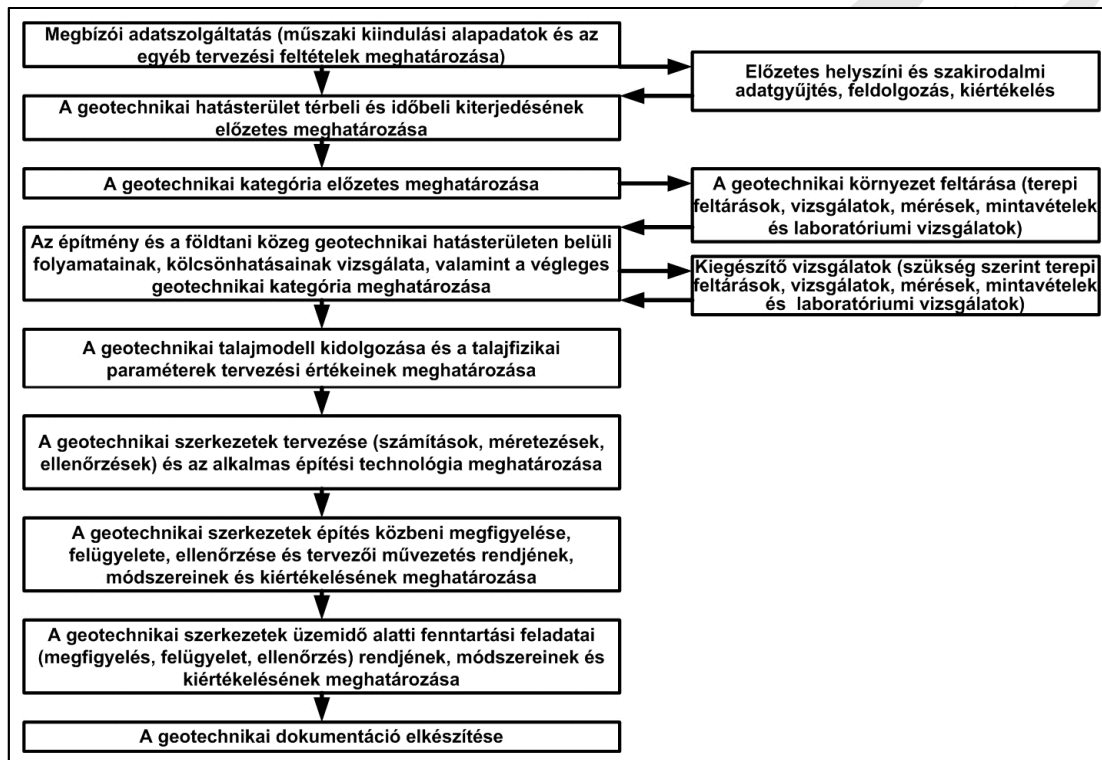 Megbízói adatszolgáltatás (műszaki kiindulási alapadatok és az
egyéb tervezési feltételek meghatározása)
Előzetes helyszíni és szakirodalmi
adatgyűjtés, feldolgozás, kiértékelés
A geotechnikai hatásterület térbeli és időbeli kiterjedésének
előzetes meghatározása
A geotechnikai kategória előzetes meghatározása
A geotechnikai környezet feltárása (terepi
feltárások, vizsgálatok, mérések, mintavételek
és laboratóriumi vizsgálatok)
Az építmény és a földtani közeg geotechnikai hatásterületen belüli
folyamatainak, kölcsönhatásainak vizsgálata, valamint a végleges
geotechnikai kategória meghatározása
Kiegészítő vizsgálatok (szükség szerint terepi
feltárások, vizsgálatok, mérések, mintavételek
és laboratóriumi vizsgálatok)
A geotechnikai talajmodell kidolgozása és a talajfizikai
paraméterek tervezési értékeinek meghatározása
A geotechnikai szerkezetek tervezése (számítások, méretezések,
ellenőrzések) és az alkalmas építési technológia meghatározása
A geotechnikai szerkezetek építés közbeni megfigyelése,
felügyelete, ellenőrzése és tervezői művezetés rendjének,
módszereinek és kiértékelésének meghatározása
A geotechnikai szerkezetek üzemidő alatti fenntartási feladatai
(megfigyelés, felügyelet, ellenőrzés) rendjének, módszereinek és
kiértékelésének meghatározása
A geotechnikai dokumentáció elkészítése